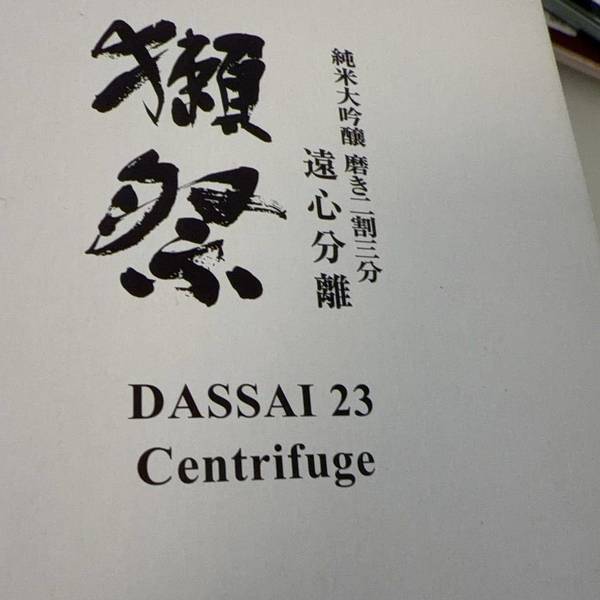 獺祭
純米大吟醸 磨き二割三分
遠心分離
DASSAI 23
Centrifuge